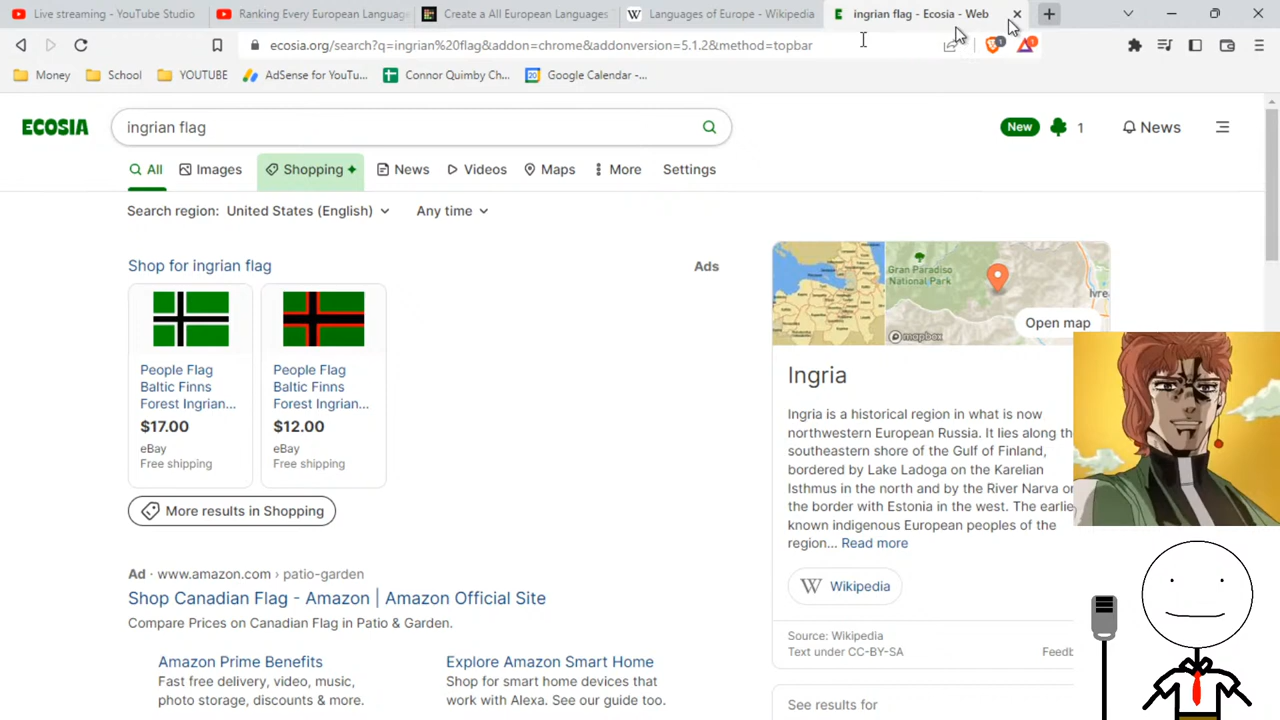 Live streaming - YouTube Studio
Ranking Every European Language
Create a All European Languages
W Languages of Europe - Wikipedia
ingrian flag - Ecosia - Web
ecosia.org/search?q=ingrian%20flag&addon=chrome&addonversion=5.1.2&method=topbar
1
1
Money
School
YOUTUBE
AdSense for YouTu...
Connor Quimby Ch...
20
Google Calendar -...
ECOSIA
ingrian flag
New
1
News
All
Images
Shopping
News
Videos
Maps
More
Settings
Search region: United States (English)
Any time
Shop for ingrian flag
Ads
People Flag
Baltic Finns
Forest Ingrian...
$17.00
eBay
Free shipping
People Flag
Baltic Finns
Forest Ingrian...
$12.00
eBay
Free shipping
More results in Shopping
Ad · www.amazon.com › patio-garden
Shop Canadian Flag - Amazon | Amazon Official Site
Compare Prices on Canadian Flag in Patio & Garden.
Amazon Prime Benefits
Fast free delivery, video, music,
photo storage, discounts & more.
Explore Amazon Smart Home
Shop for smart home devices that
work with Alexa. See our guide too.
Gran Paradiso
National Park
Ivre
mapbox
Open map
Ingria
Ingria is a historical region in what is now
northwestern European Russia. It lies along th
southeastern shore of the Gulf of Finland,
bordered by Lake Ladoga on the Karelian
Isthmus in the north and by the River Narva or
the border with Estonia in the west. The earlie
known indigenous European peoples of the
region... Read more
W Wikipedia
Source: Wikipedia
Text under CC-BY-SA
Feedb
See results for